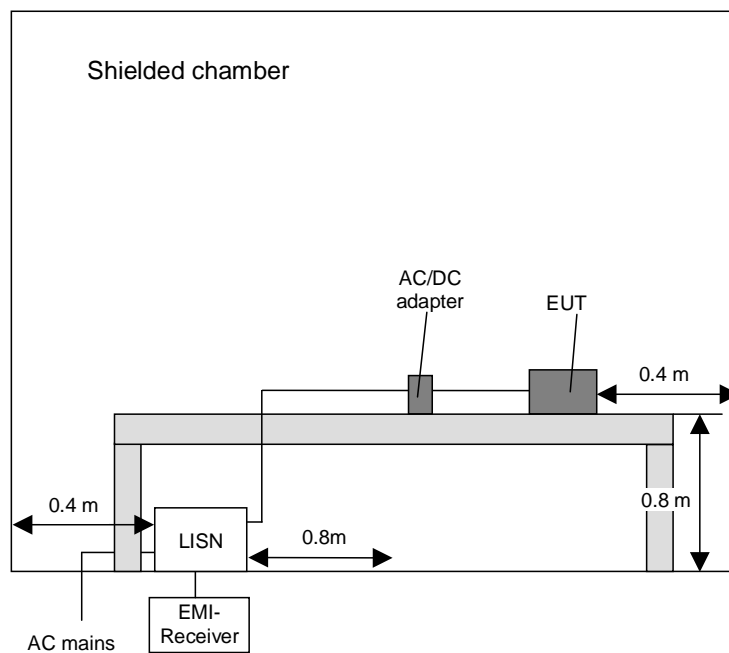 Shielded chamber
AC/DC
adapter
EUT
0.4 m
0.4 m
0.8 m
LISN
0.8m
EMI-
Receiver
AC mains